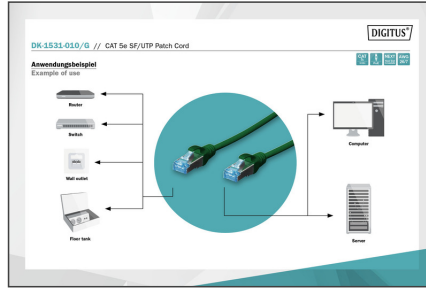 DIGITUS®
DK-1531-010/G // CAT 5e SF/UTP Patch Cord
Anwendungsbeispiel
Example of use
Router
Switch
Wall outlet
Floor tank
Computer
Server